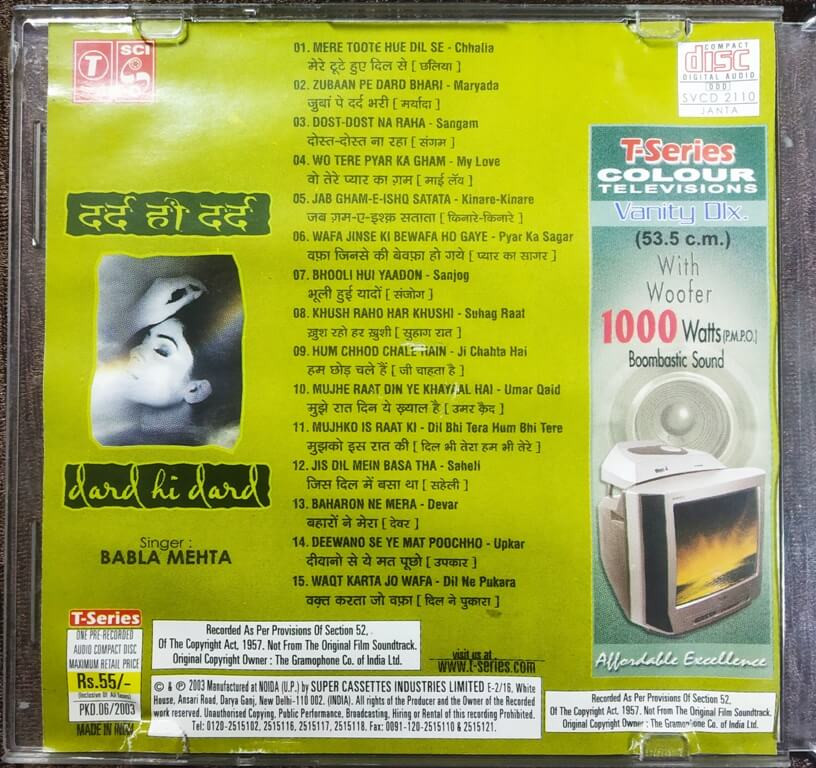 T
SCI
COMPACT
disc
DIGITAL AUDIO
DDD
SVCD 2110
JANTA
01. MERE TOOTE HUE DIL SE - Chhalia
मेरे टूटे हुए दिल से [ छलिया ]
02. ZUBAAN PE DARD BHARI - Maryada
जुबां पे दर्द भरी [ मर्यादा ]
03. DOST-DOST NA RAHA - Sangam
दोस्त-दोस्त ना रहा [ संगम ]
04. WO TERE PYAR KA GHAM - My Love
वो तेरे प्यार का ग़म [ माई लॅव ]
05. JAB GHAM-E-ISHQ SATATA - Kinare-Kinare
जब ग़म-ए-इश्क़ सताता [ किनारे-किनारे ]
06. WAFA JINSE KI BEWAFA HO GAYE - Pyar Ka Sagar
वफ़ा जिनसे की बेवफ़ा हो गये [ प्यार का सागर ]
07. BHOOLI HUI YAADON - Sanjog
भूली हुई यादों [ संजोग ]
08. KHUSH RAHO HAR KHUSHI - Suhag Raat
ख़ुश रहो हर ख़ुशी [ सुहाग रात ]
09. HUM CHHOD CHALE HAIN - Ji Chahta Hai
हम छोड़ चले हैं [ जी चाहता है ]
10. MUJHE RAAT DIN YE KHAYAAL HAI - Umar Qaid
मुझे रात दिन ये ख़्याल है [ उमर क़ैद ]
11. MUJHKO IS RAAT KI - Dil Bhi Tera Hum Bhi Tere
मुझको इस रात की [ दिल भी तेरा हम भी तेरे ]
12. JIS DIL MEIN BASA THA - Saheli
जिस दिल में बसा था [ सहेली ]
13. BAHARON NE MERA - Devar
बहारों ने मेरा [ देवर ]
14. DEEWANO SE YE MAT POOCHHO - Upkar
दीवानो से ये मत पूछो [ उपकार ]
15. WAQT KARTA JO WAFA - Dil Ne Pukara
वक़्त करता जो वफ़ा [ दिल ने पुकारा ]
दर्द ही दर्द
dard hi dard
Singer :
BABLA MEHTA
T-Series
COLOUR
TELEVISIONS
Vanity Dlx.
(53.5 c.m.)
With
Woofer
1000 Watts (P.M.P.O.)
Boombastic Sound
Affordable Excellence
T-Series
ONE PRE-RECORDED
AUDIO COMPACT DISC
MAXIMUM RETAIL PRICE
Rs.55/-
(Inclusive Of All Taxes)
PKD.06/2003
MADE IN INDIA
Recorded As Per Provisions Of Section 52,
Of The Copyright Act, 1957. Not From The Original Film Soundtrack.
Original Copyright Owner : The Gramophone Co. of India Ltd.
visit us at
www.t-series.com
© & ℗ 2003 Manufactured at NOIDA (U.P.) by SUPER CASSETTES INDUSTRIES LIMITED E-2/16, White
House, Ansari Road, Darya Ganj, New Delhi-110 002. (INDIA). All rights of the Producer and the Owner of the Recorded
work reserved. Unauthorised Copying, Public Performance, Broadcasting, Hiring or Rental of this recording Prohibited.
Tel: 0120-2515102, 2515116, 2515117, 2515118. Fax: 0091-120-2515110 & 2515121.
Recorded As Per Provisions Of Section 52,
Of The Copyright Act, 1957. Not From The Original Film Soundtrack.
Original Copyright Owner : The Gramophone Co. of India Ltd.